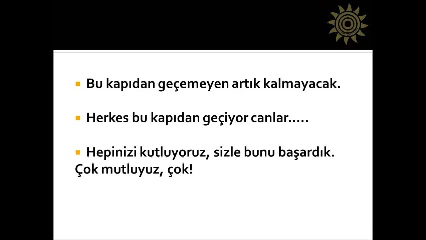 Bu kapıdan geçemeyen artık kalmayacak.
Herkes bu kapıdan geçiyor canlar.....
Hepinizi kutluyoruz, sizle bunu başardık.
Çok mutluyuz, çok!